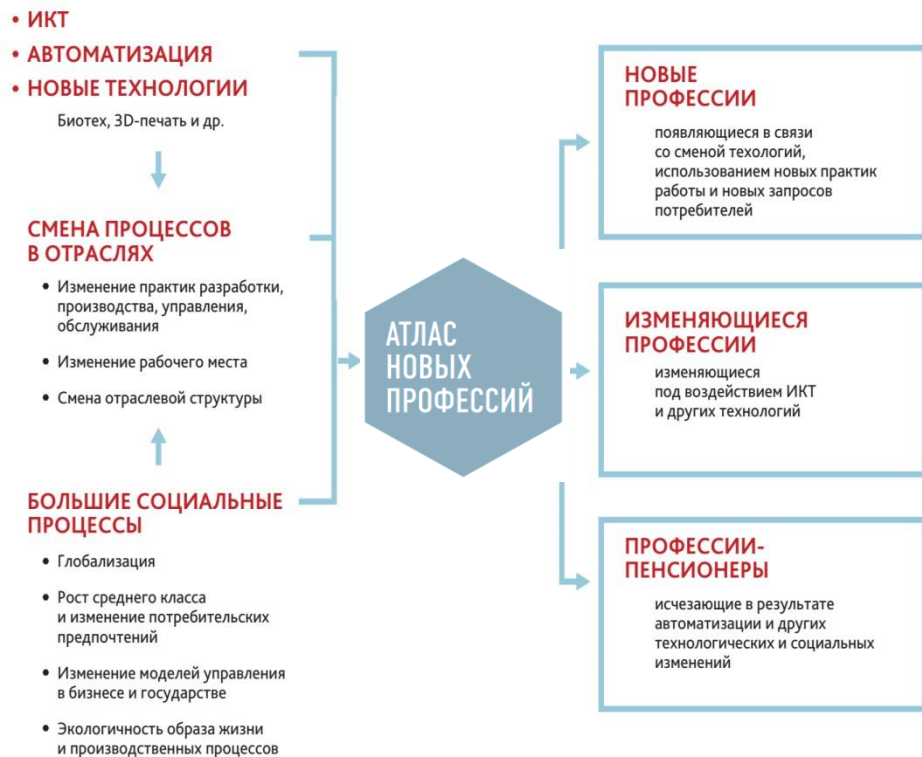 • ИКТ
• АВТОМАТИЗАЦИЯ
• НОВЫЕ ТЕХНОЛОГИИ
Биотех, 3D-печать и др.
СМЕНА ПРОЦЕССОВ
В ОТРАСЛЯХ
• Изменение практик разработки,
производства, управления,
обслуживания
• Изменение рабочего места
• Смена отраслевой структуры
БОЛЬШИЕ СОЦИАЛЬНЫЕ
ПРОЦЕССЫ
• Глобализация
• Рост среднего класса
и изменение потребительских
предпочтений
• Изменение моделей управления
в бизнесе и государстве
• Экологичность образа жизни
и производственных процессов
АТЛАС
НОВЫХ
ПРОФЕССИЙ
НОВЫЕ
ПРОФЕССИИ
появляющиеся в связи
со сменой техологий,
использованием новых практик
работы и новых запросов
потребителей
ИЗМЕНЯЮЩИЕСЯ
ПРОФЕССИИ
изменяющиеся
под воздействием ИКТ
и других технологий
ПРОФЕССИИ-
ПЕНСИОНЕРЫ
исчезающие в результате
автоматизации и других
технологических и социальных
изменений